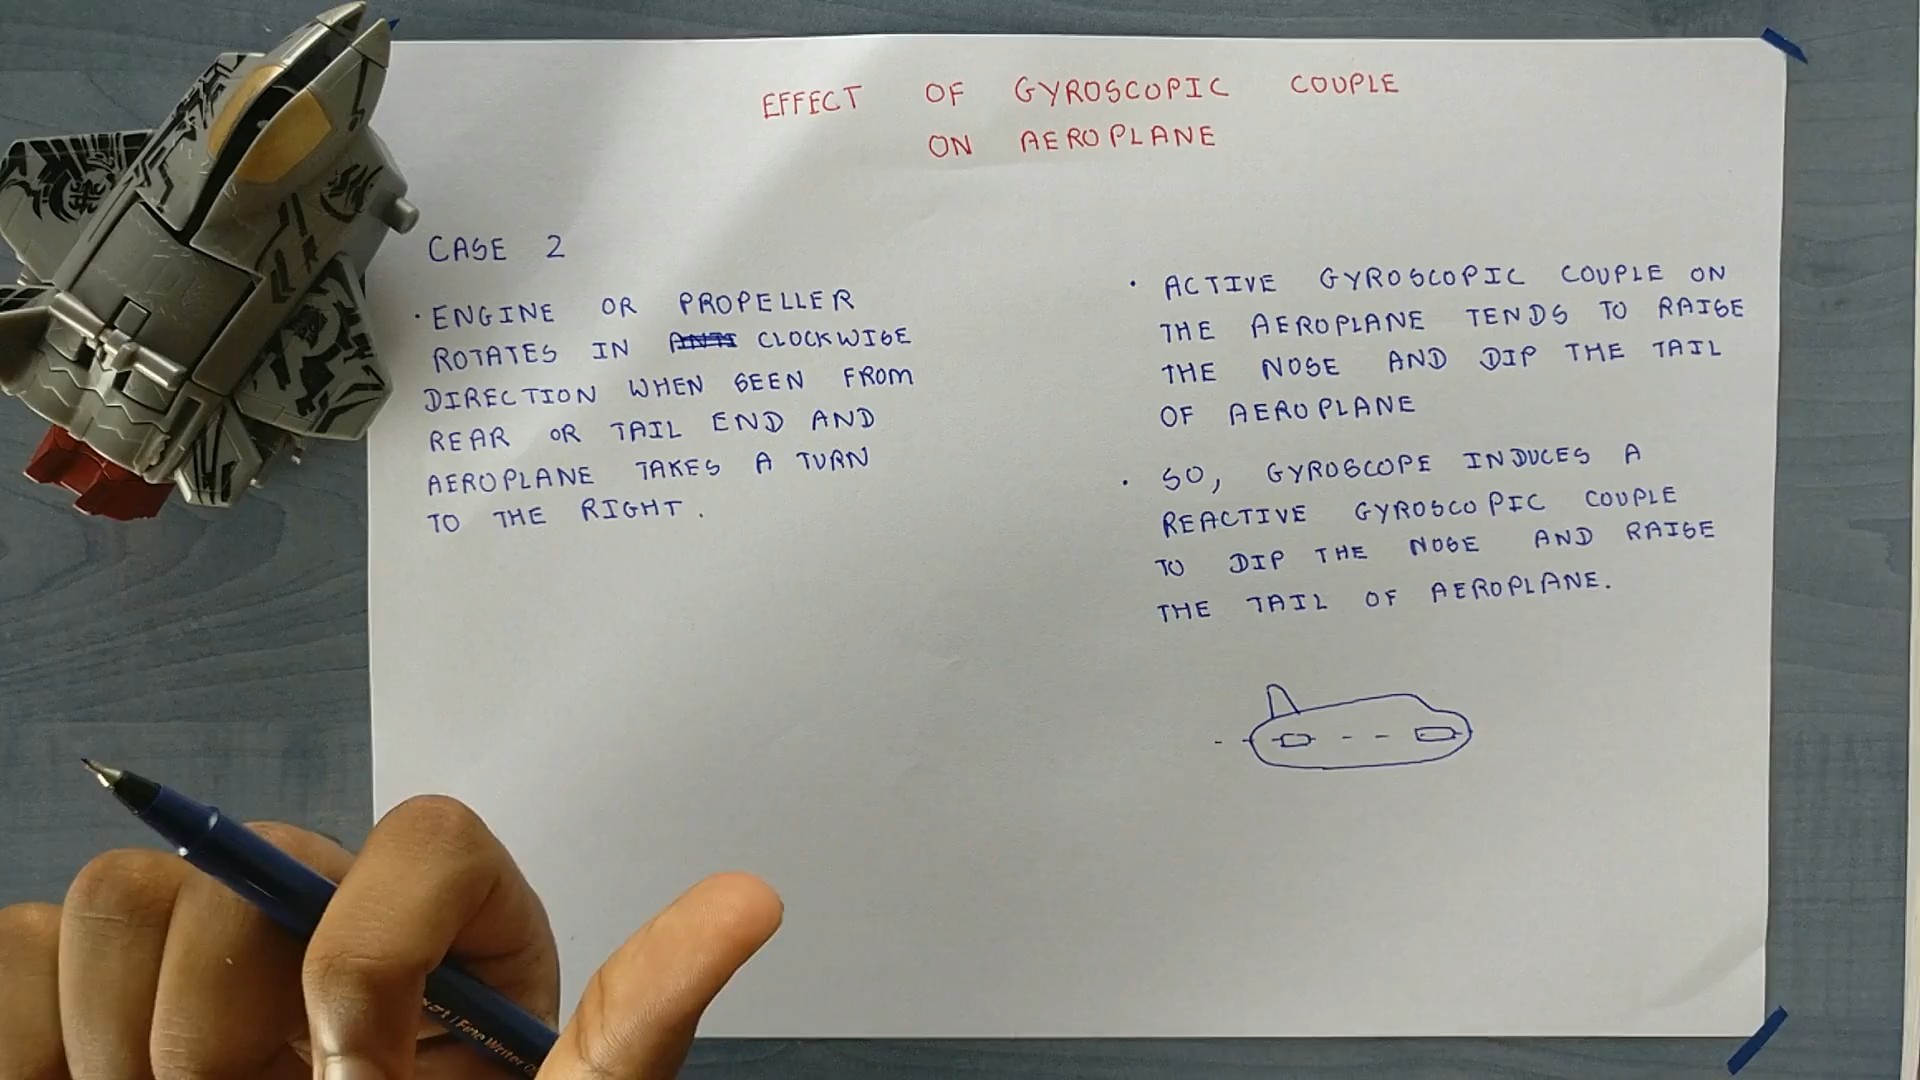 EFFECT OF GYROSCOPIC COUPLE
ON AEROPLANE
CASE 2
· ENGINE OR PROPELLER
ROTATES IN ANTI CLOCKWISE
DIRECTION WHEN SEEN FROM
REAR OR TAIL END AND
AEROPLANE TAKES A TURN
TO THE RIGHT.
· ACTIVE GYROSCOPIC COUPLE ON
THE AEROPLANE TENDS TO RAISE
THE NOSE AND DIP THE TAIL
OF AEROPLANE
· SO, GYROSCOPE INDUCES A
REACTIVE GYROSCOPIC COUPLE
TO DIP THE NOSE AND RAISE
THE TAIL OF AEROPLANE.
Fine Writer